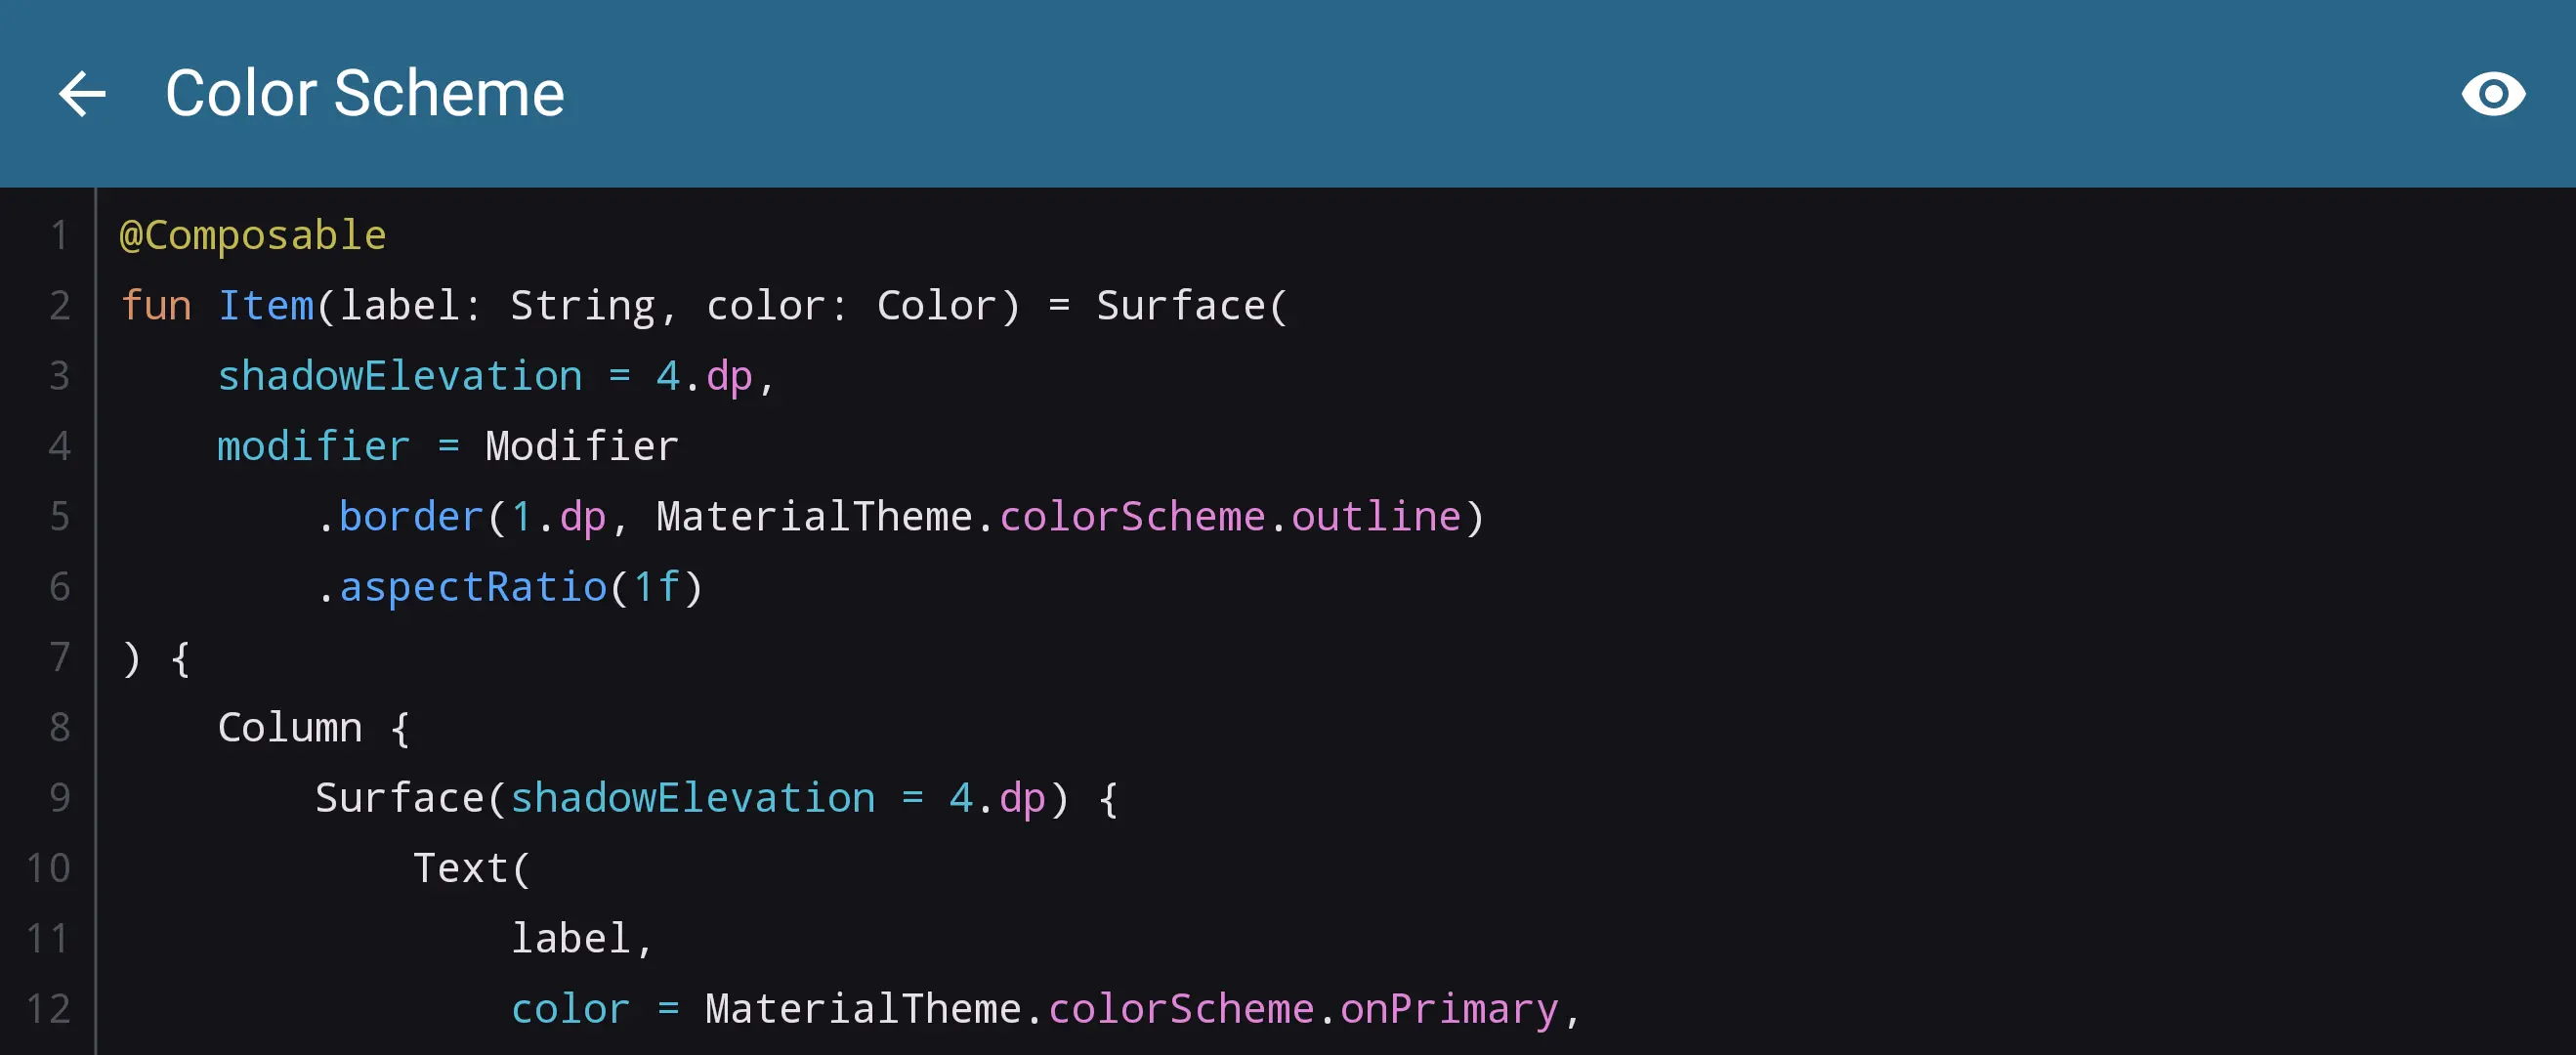 Color Scheme
1 @Composable
2 fun Item(label: String, color: Color) = Surface(
3     shadowElevation = 4.dp,
4     modifier = Modifier
5         .border(1.dp, MaterialTheme.colorScheme.outline)
6         .aspectRatio(1f)
7 ) {
8     Column {
9         Surface(shadowElevation = 4.dp) {
10             Text(
11                 label,
12                 color = MaterialTheme.colorScheme.onPrimary,